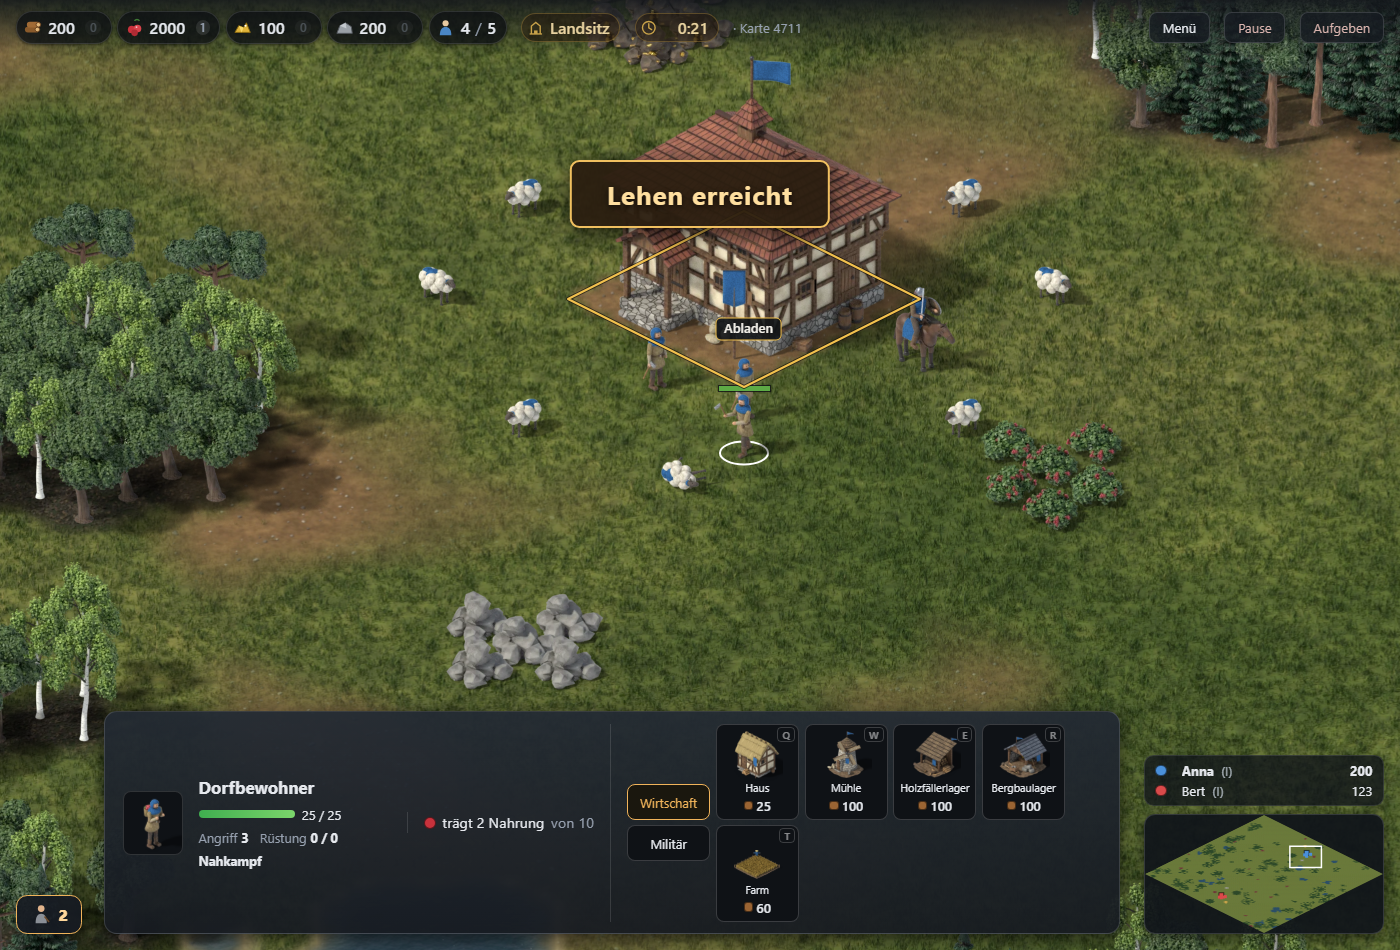 200 0
2000 1
100 0
200 0
4 / 5
Landsitz
0:21
· Karte 4711
Menü
Pause
Aufgeben
Lehen erreicht
Abladen
Dorfbewohner
25 / 25
Angriff 3 Rüstung 0 / 0
Nahkampf
trägt 2 Nahrung von 10
Wirtschaft
Militär
Q
Haus
25
W
Mühle
100
E
Holzfällerlager
100
R
Bergbaulager
100
T
Farm
60
2
Anna (I) 200
Bert (I) 123